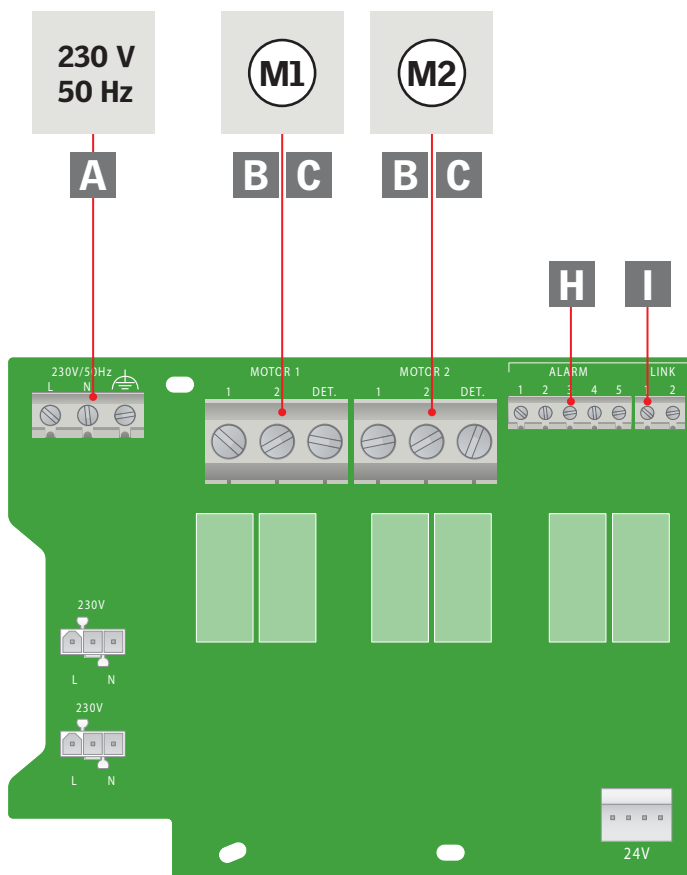 230 V
50 Hz
M1
M2
A
B C
B C
H
I
230V/50Hz
L N
MOTOR 1
1 2 DET.
MOTOR 2
1 2 DET.
ALARM
1 2 3 4 5
LINK
1 2
230V
L N
230V
L N
24V